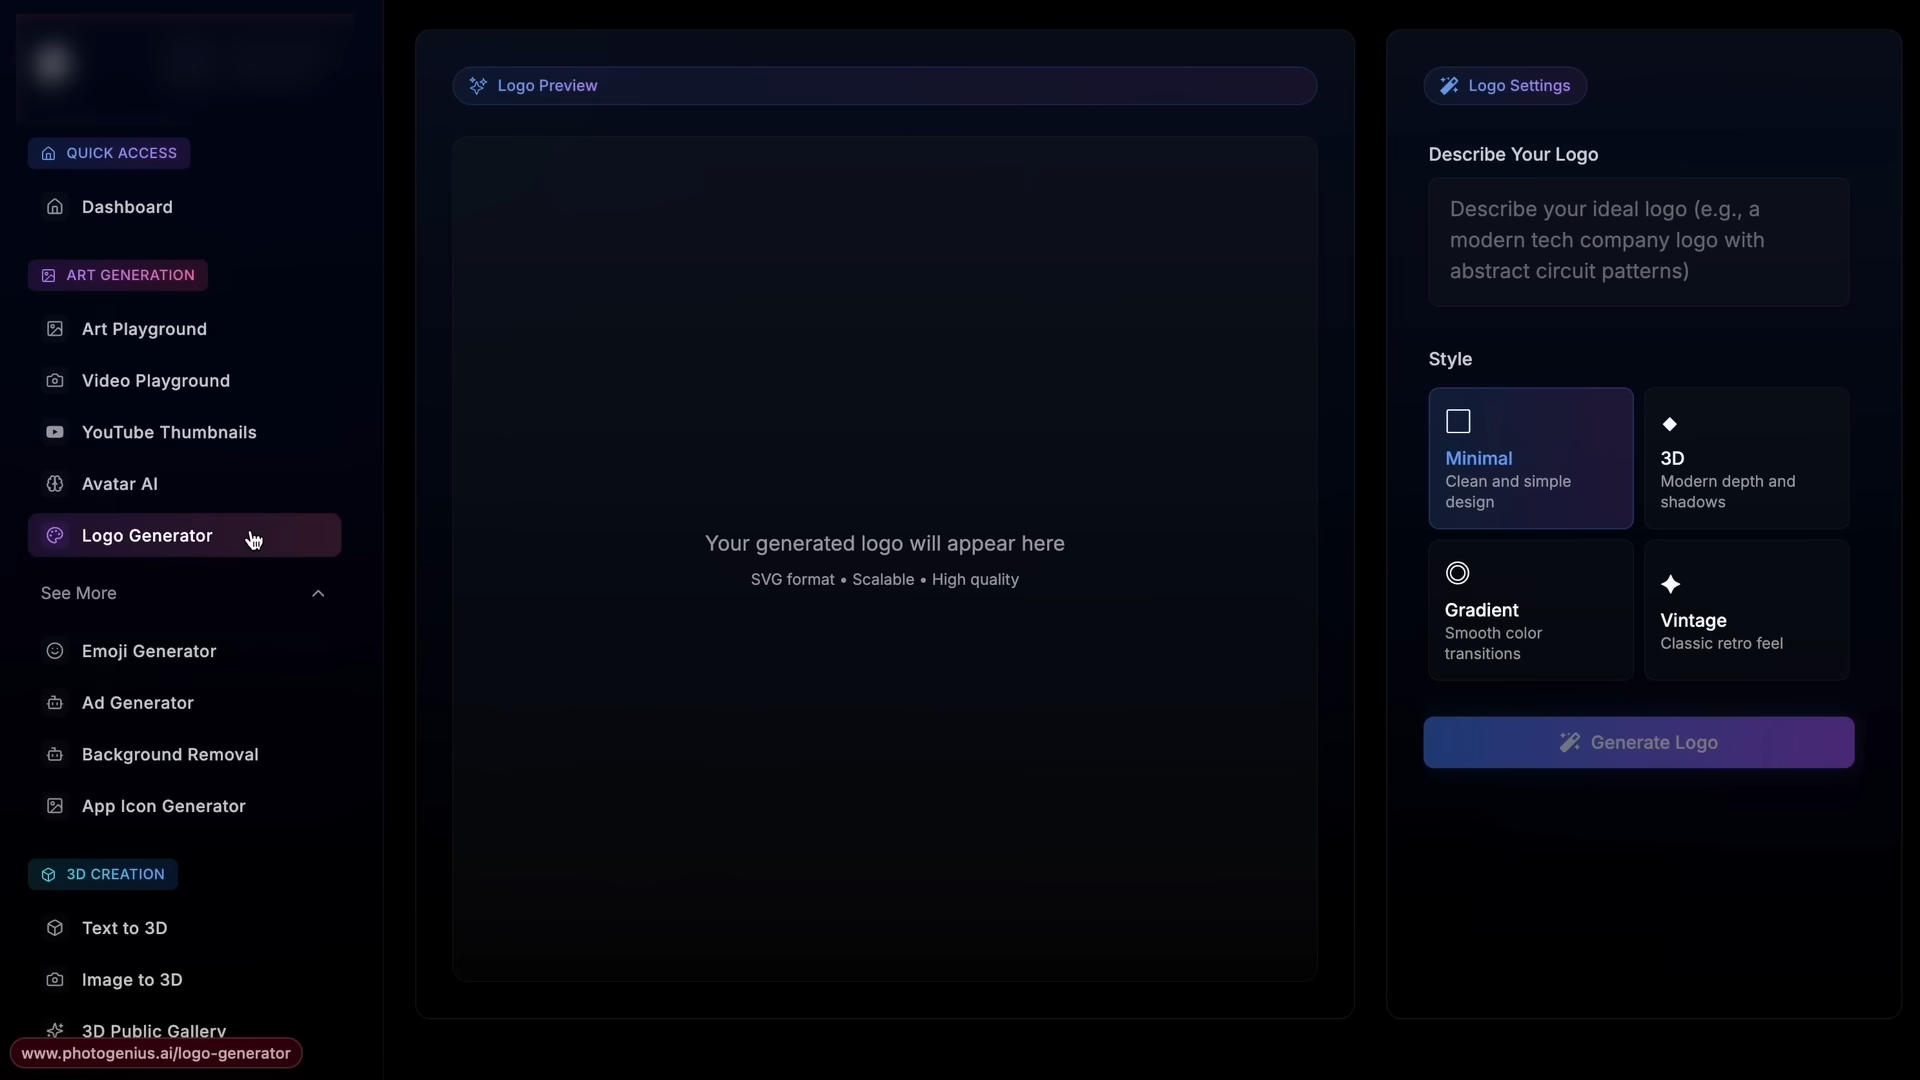 QUICK ACCESS
Dashboard
ART GENERATION
Art Playground
Video Playground
YouTube Thumbnails
Avatar AI
Logo Generator
See More
Emoji Generator
Ad Generator
Background Removal
App Icon Generator
3D CREATION
Text to 3D
Image to 3D
3D Public Gallery
www.photogenius.ai/logo-generator
Logo Preview
Your generated logo will appear here
SVG format • Scalable • High quality
Logo Settings
Describe Your Logo
Describe your ideal logo (e.g., a
modern tech company logo with
abstract circuit patterns)
Style
Minimal
Clean and simple
design
3D
Modern depth and
shadows
Gradient
Smooth color
transitions
Vintage
Classic retro feel
Generate Logo